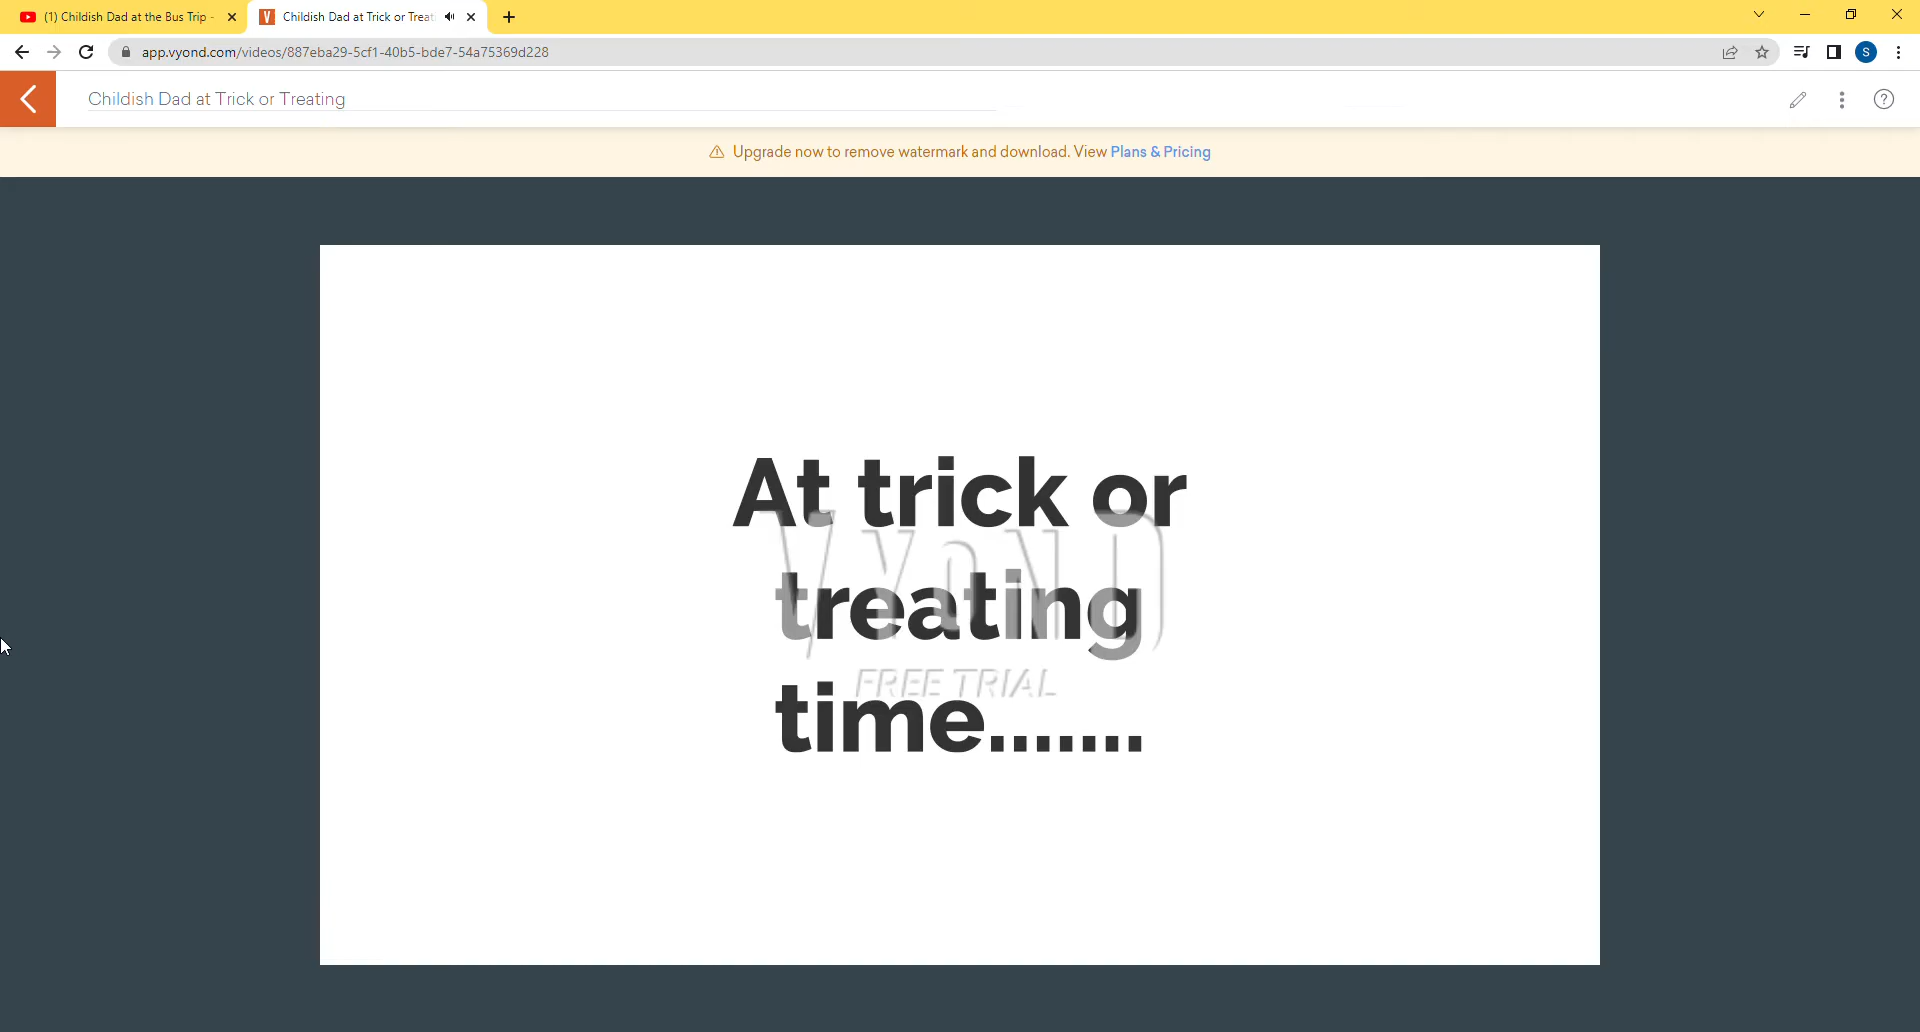 (1) Childish Dad at the Bus Trip -
Childish Dad at Trick or Treat
app.vyond.com/videos/887eba29-5cf1-40b5-bde7-54a75369d228
S
Childish Dad at Trick or Treating
Upgrade now to remove watermark and download. View Plans & Pricing
At trick or
treating
time.......
VYOND
FREE TRIAL